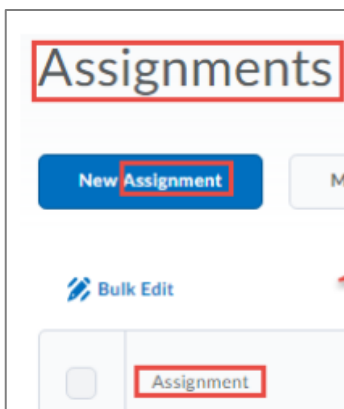 Assignments
New Assignment
M
Bulk Edit
Assignment